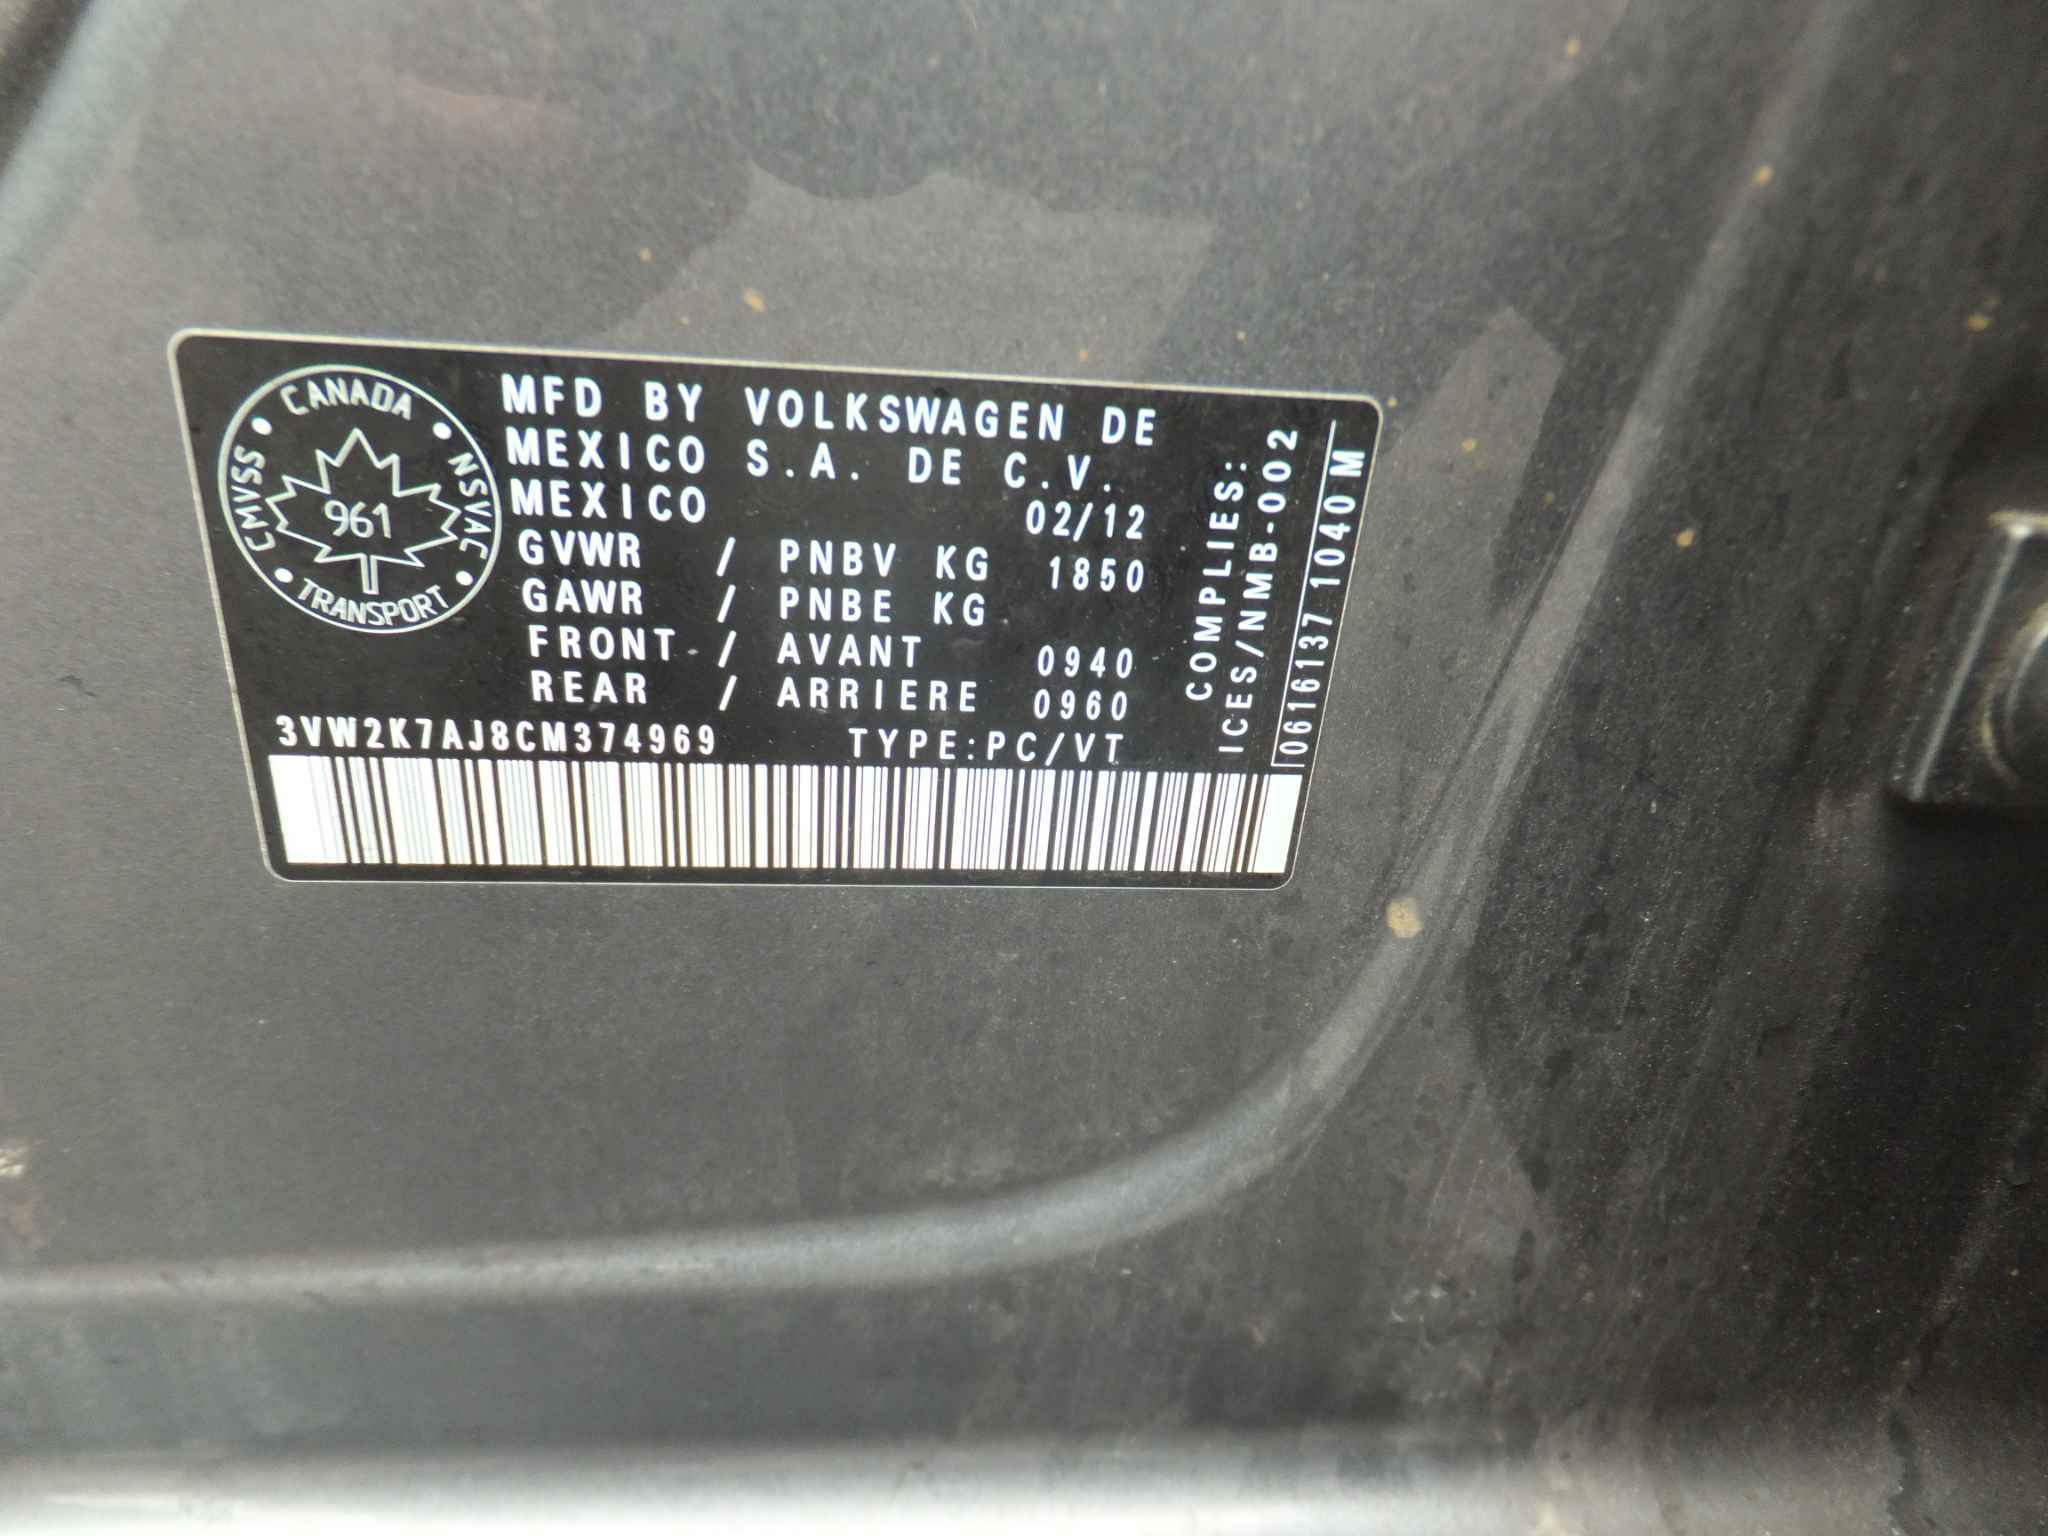 CANADA
CMVSS
NSVAC
961
TRANSPORT
MFD BY VOLKSWAGEN DE
MEXICO S.A. DE C.V.
MEXICO 02/12
GVWR / PNBV KG 1850
GAWR / PNBE KG
FRONT / AVANT 0940
REAR / ARRIERE 0960
3VW2K7AJ8CM374969 TYPE:PC/VT
COMPLIES:
ICES/NMB-002
0616137 1040 M